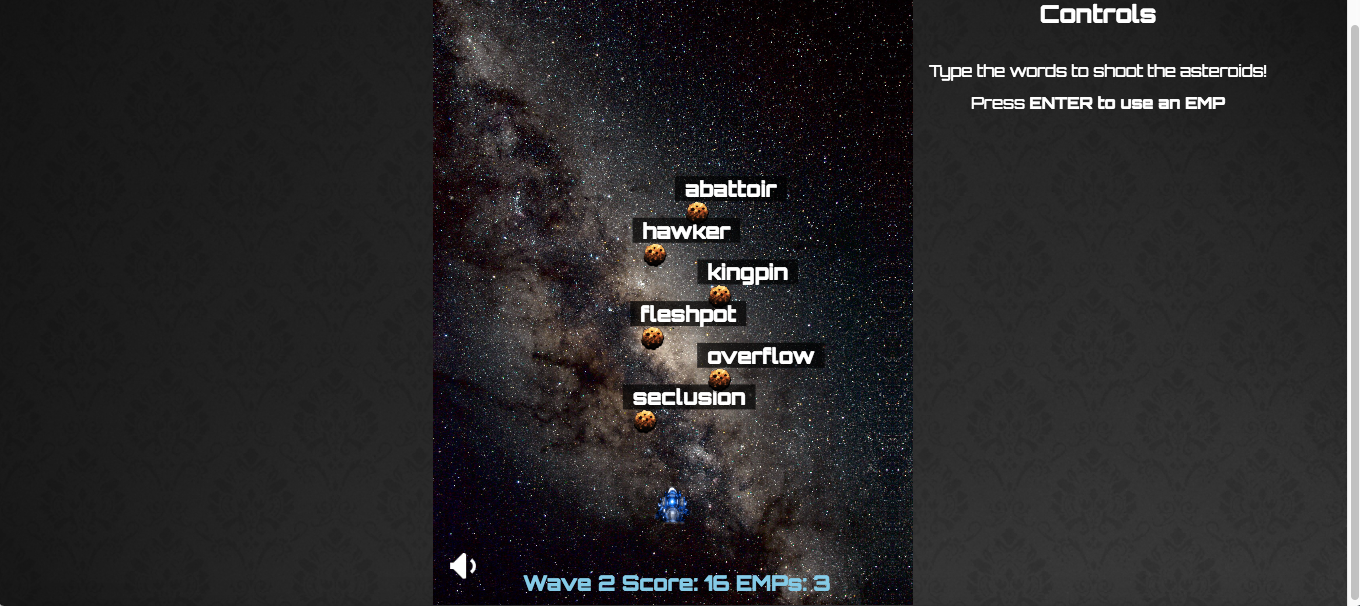 Controls
Type the words to shoot the asteroids!
Press ENTER to use an EMP
abattoir
hawker
kingpin
fleshpot
overflow
seclusion
Wave 2 Score: 16 EMPs: 3